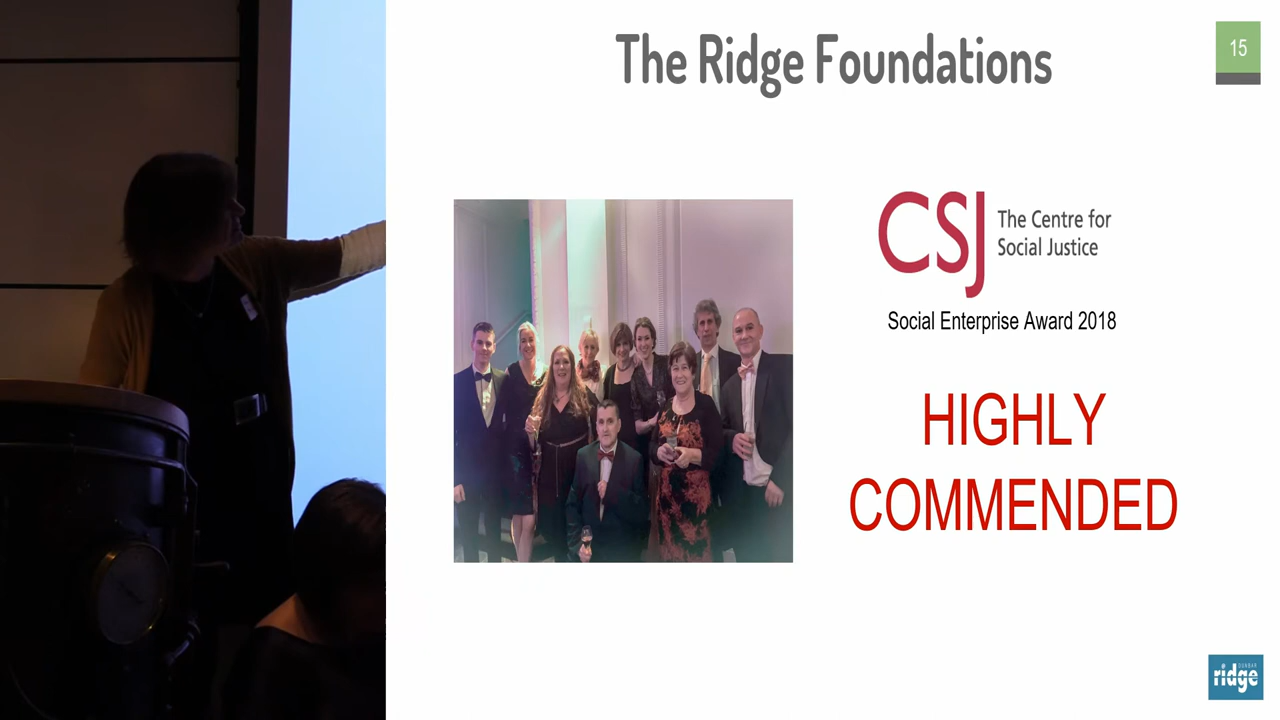 The Ridge Foundations
15
CSJ
The Centre for
Social Justice
Social Enterprise Award 2018
HIGHLY
COMMENDED
DUNBAR
ridge